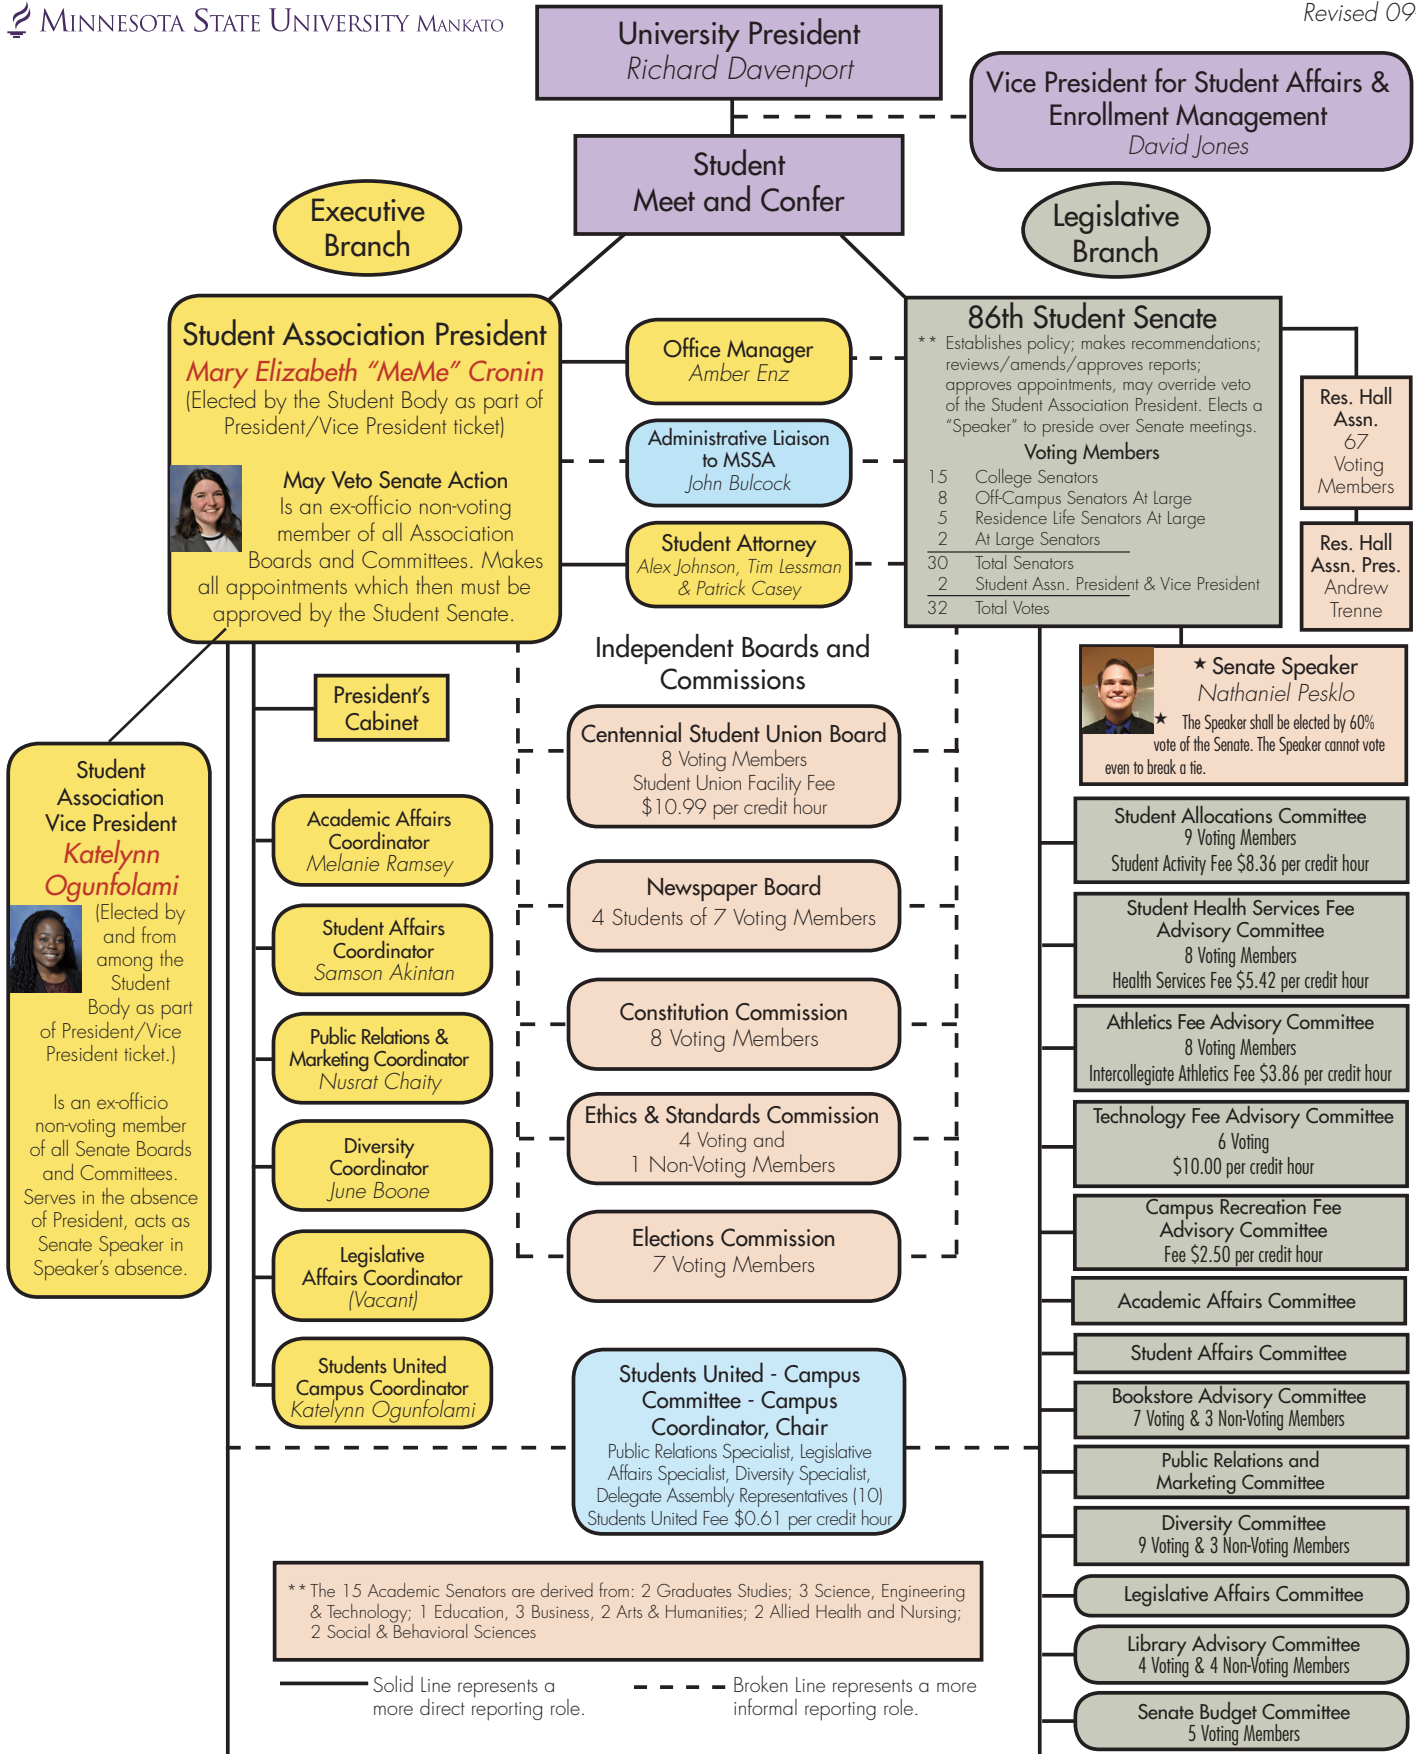 MINNESOTA STATE UNIVERSITY MANKATO
Revised 09
University President
Richard Davenport
Vice President for Student Affairs &
Enrollment Management
David Jones
Student
Meet and Confer
Executive
Branch
Legislative
Branch
Student Association President
Mary Elizabeth “MeMe” Cronin
(Elected by the Student Body as part of
President/Vice President ticket)
May Veto Senate Action
Is an ex-officio non-voting
member of all Association
Boards and Committees. Makes
all appointments which then must be
approved by the Student Senate.
Office Manager
Amber Enz
Administrative Liaison
to MSSA
John Bulcock
Student Attorney
Alex Johnson, Tim Lessman
& Patrick Casey
86th Student Senate
** Establishes policy; makes recommendations;
reviews/amends/approves reports;
approves appointments, may override veto
of the Student Association President. Elects a
“Speaker” to preside over Senate meetings.
Voting Members
15 College Senators
8 Off-Campus Senators At Large
5 Residence Life Senators At Large
2 At Large Senators
30 Total Senators
2 Student Assn. President & Vice President
32 Total Votes
Res. Hall
Assn.
67
Voting
Members
Res. Hall
Assn. Pres.
Andrew
Trenne
★ Senate Speaker
Nathaniel Pesklo
★ The Speaker shall be elected by 60%
vote of the Senate. The Speaker cannot vote
even to break a tie.
Student
Association
Vice President
Katelynn
Ogunfolami
(Elected by
and from
among the
Student
Body as part
of President/Vice
President ticket.)
Is an ex-officio
non-voting member
of all Senate Boards
and Committees.
Serves in the absence
of President, acts as
Senate Speaker in
Speaker’s absence.
President’s
Cabinet
Academic Affairs
Coordinator
Melanie Ramsey
Student Affairs
Coordinator
Samson Akintan
Public Relations &
Marketing Coordinator
Nusrat Chaity
Diversity
Coordinator
June Boone
Legislative
Affairs Coordinator
(Vacant)
Students United
Campus Coordinator
Katelynn Ogunfolami
Independent Boards and
Commissions
Centennial Student Union Board
8 Voting Members
Student Union Facility Fee
$10.99 per credit hour
Newspaper Board
4 Students of 7 Voting Members
Constitution Commission
8 Voting Members
Ethics & Standards Commission
4 Voting and
1 Non-Voting Members
Elections Commission
7 Voting Members
Students United - Campus
Committee - Campus
Coordinator, Chair
Public Relations Specialist, Legislative
Affairs Specialist, Diversity Specialist,
Delegate Assembly Representatives (10)
Students United Fee $0.61 per credit hour
Student Allocations Committee
9 Voting Members
Student Activity Fee $8.36 per credit hour
Student Health Services Fee
Advisory Committee
8 Voting Members
Health Services Fee $5.42 per credit hour
Athletics Fee Advisory Committee
8 Voting Members
Intercollegiate Athletics Fee $3.86 per credit hour
Technology Fee Advisory Committee
6 Voting
$10.00 per credit hour
Campus Recreation Fee
Advisory Committee
Fee $2.50 per credit hour
Academic Affairs Committee
Student Affairs Committee
Bookstore Advisory Committee
7 Voting & 3 Non-Voting Members
Public Relations and
Marketing Committee
Diversity Committee
9 Voting & 3 Non-Voting Members
Legislative Affairs Committee
Library Advisory Committee
4 Voting & 4 Non-Voting Members
Senate Budget Committee
5 Voting Members
** The 15 Academic Senators are derived from: 2 Graduates Studies; 3 Science, Engineering
& Technology; 1 Education, 3 Business, 2 Arts & Humanities; 2 Allied Health and Nursing;
2 Social & Behavioral Sciences
Solid Line represents a
more direct reporting role.
Broken Line represents a more
informal reporting role.